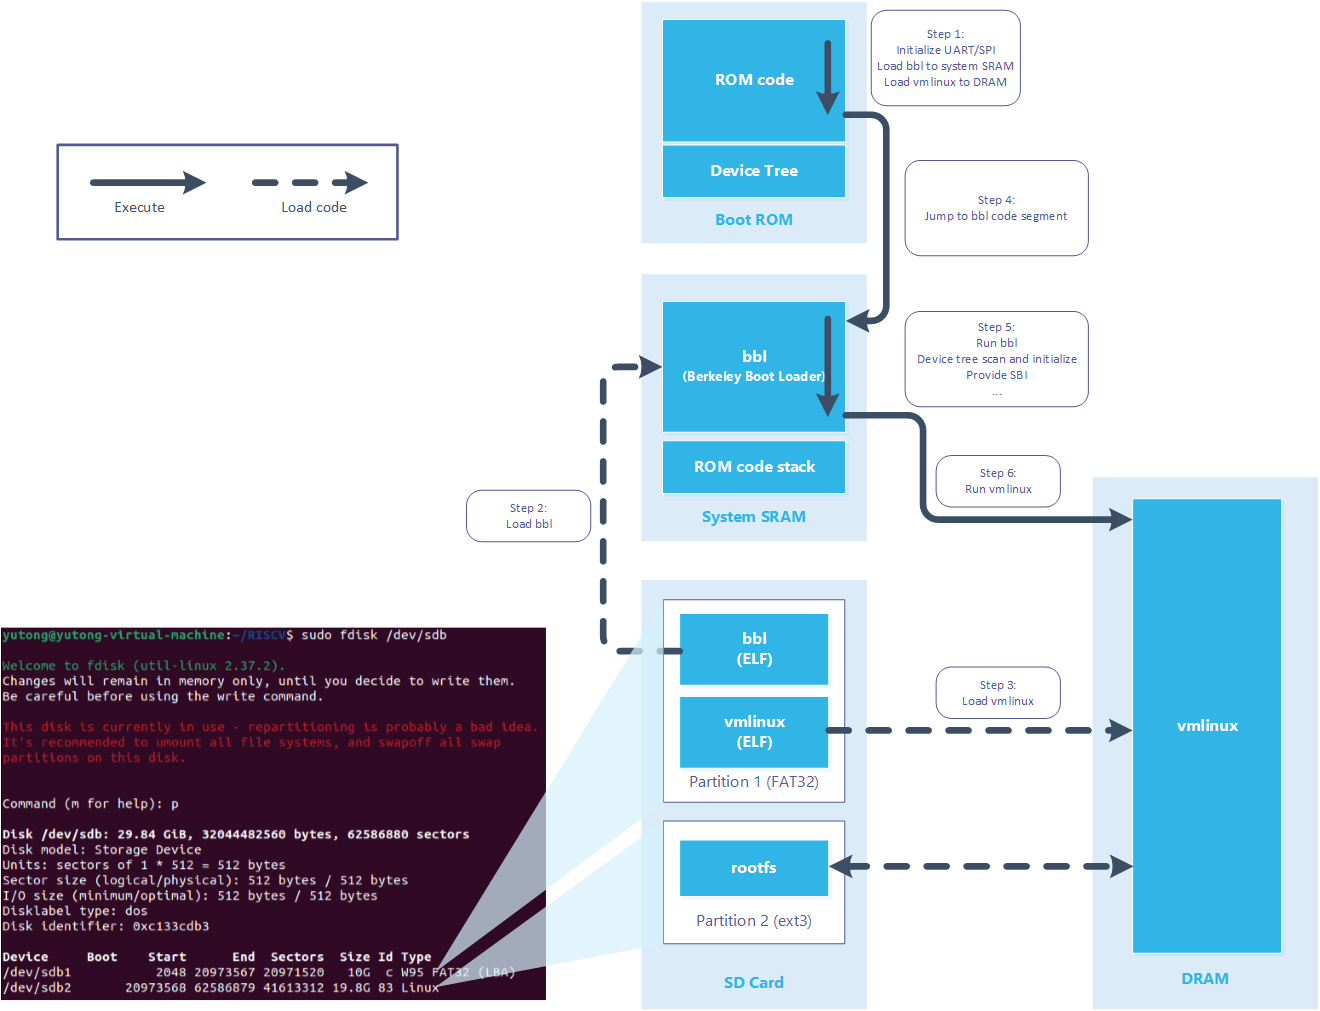 ROM code
Device Tree
Boot ROM
Step 1:
Initialize UART/SPI
Load bbl to system SRAM
Load vmlinux to DRAM
Execute
Load code
Step 4:
Jump to bbl code segment
bbl
(Berkeley Boot Loader)
ROM code stack
System SRAM
Step 5:
Run bbl
Device tree scan and initialize
Provide SBI
...
Step 6:
Run vmlinux
Step 2:
Load bbl
bbl
(ELF)
vmlinux
(ELF)
Partition 1 (FAT32)
rootfs
Partition 2 (ext3)
SD Card
Step 3:
Load vmlinux
vmlinux
DRAM
yutong@yutong-virtual-machine:~/RISCV$ sudo fdisk /dev/sdb
Welcome to fdisk (util-linux 2.37.2).
Changes will remain in memory only, until you decide to write them.
Be careful before using the write command.
This disk is currently in use - repartitioning is probably a bad idea.
It's recommended to umount all file systems, and swapoff all swap
partitions on this disk.
Command (m for help): p
Disk /dev/sdb: 29.84 GiB, 32044482560 bytes, 62586880 sectors
Disk model: Storage Device
Units: sectors of 1 * 512 = 512 bytes
Sector size (logical/physical): 512 bytes / 512 bytes
I/O size (minimum/optimal): 512 bytes / 512 bytes
Disklabel type: dos
Disk identifier: 0xc133cdb3
Device Boot Start End Sectors Size Id Type
/dev/sdb1 2048 20973567 20971520 10G c W95 FAT32 (LBA)
/dev/sdb2 20973568 62586879 41613312 19.8G 83 Linux